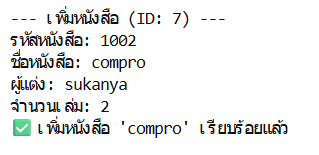 --- เพิ่มหนังสือ (ID: 7) ---
รหัสหนังสือ: 1002
ชื่อหนังสือ: compro
ผู้แต่ง: sukanya
จำนวนเล่ม: 2
✅ เพิ่มหนังสือ 'compro' เรียบร้อยแล้ว